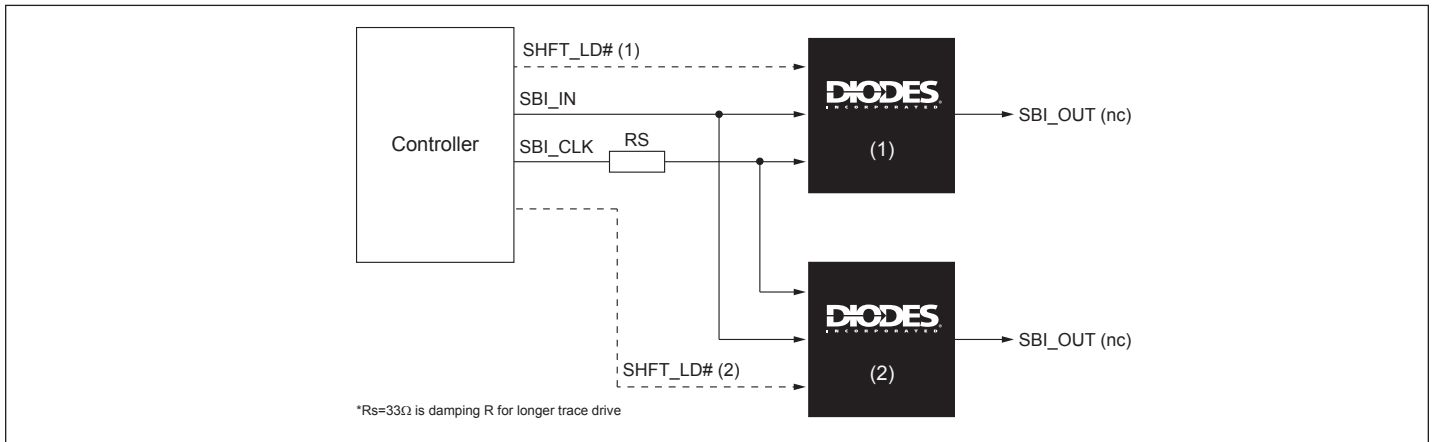 SHFT_LD# (1)
SBI_IN
Controller
SBI_CLK
RS
DIODES
INCORPORATED
(1)
SBI_OUT (nc)
DIODES
INCORPORATED
(2)
SBI_OUT (nc)
SHFT_LD# (2)
*Rs=33Ω is damping R for longer trace drive